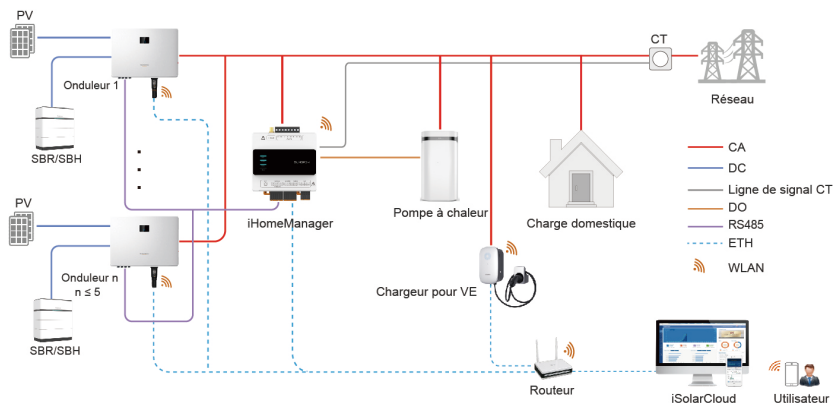 PV
Onduleur 1
SBR/SBH
PV
Onduleur n
n ≤ 5
SBR/SBH
iHomeManager
Pompe à chaleur
Charge domestique
Chargeur pour VE
CT
Réseau
CA
DC
Ligne de signal CT
DO
RS485
ETH
WLAN
Routeur
iSolarCloud
Utilisateur